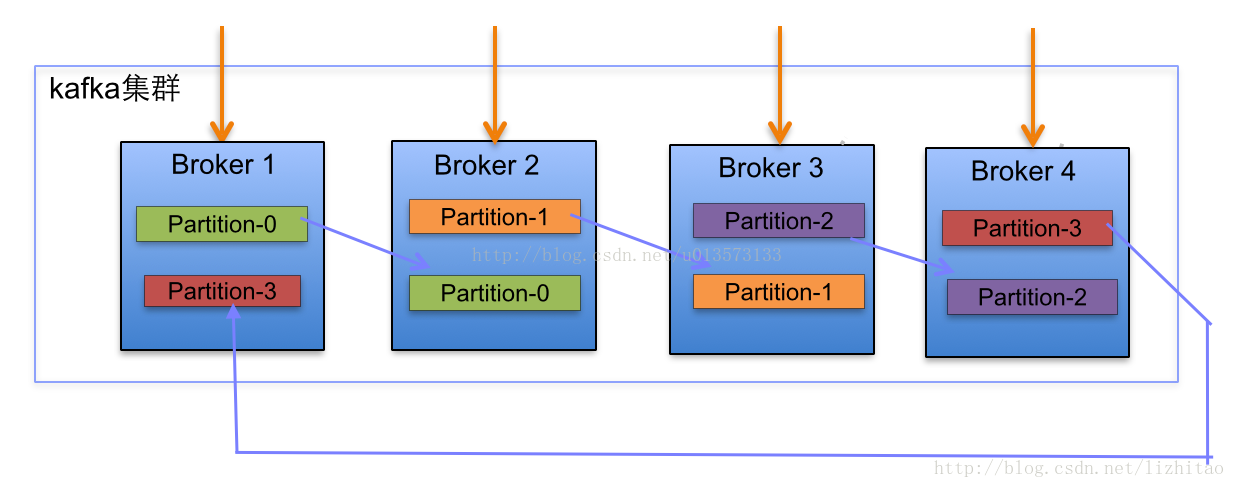 kafka集群
Broker 1
Partition-0
Partition-3
Broker 2
Partition-1
Partition-0
Broker 3
Partition-2
Partition-1
Broker 4
Partition-3
Partition-2
http://blog.csdn.net/u013573133
http://blog.csdn.net/lizhitao